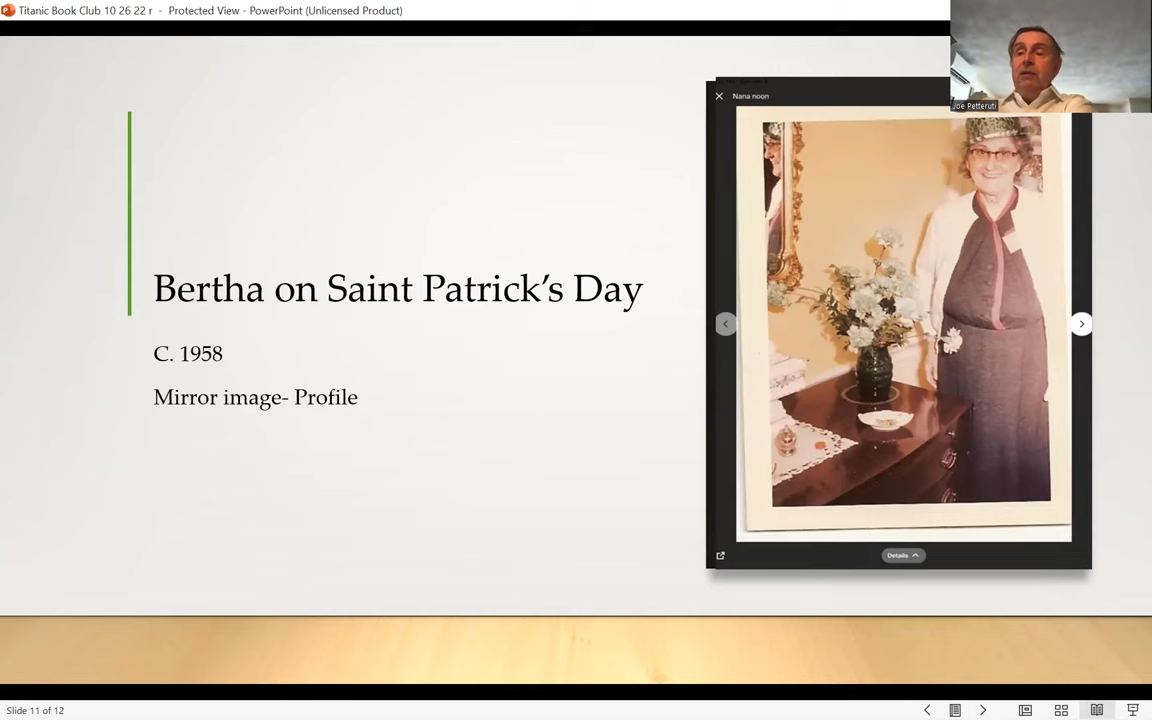 Titanic Book Club 10 26 22 r - Protected View - PowerPoint (Unlicensed Product)
Joe Petteruti
Nana noon
Bertha on Saint Patrick’s Day
C. 1958
Mirror image- Profile
Details
Slide 11 of 12